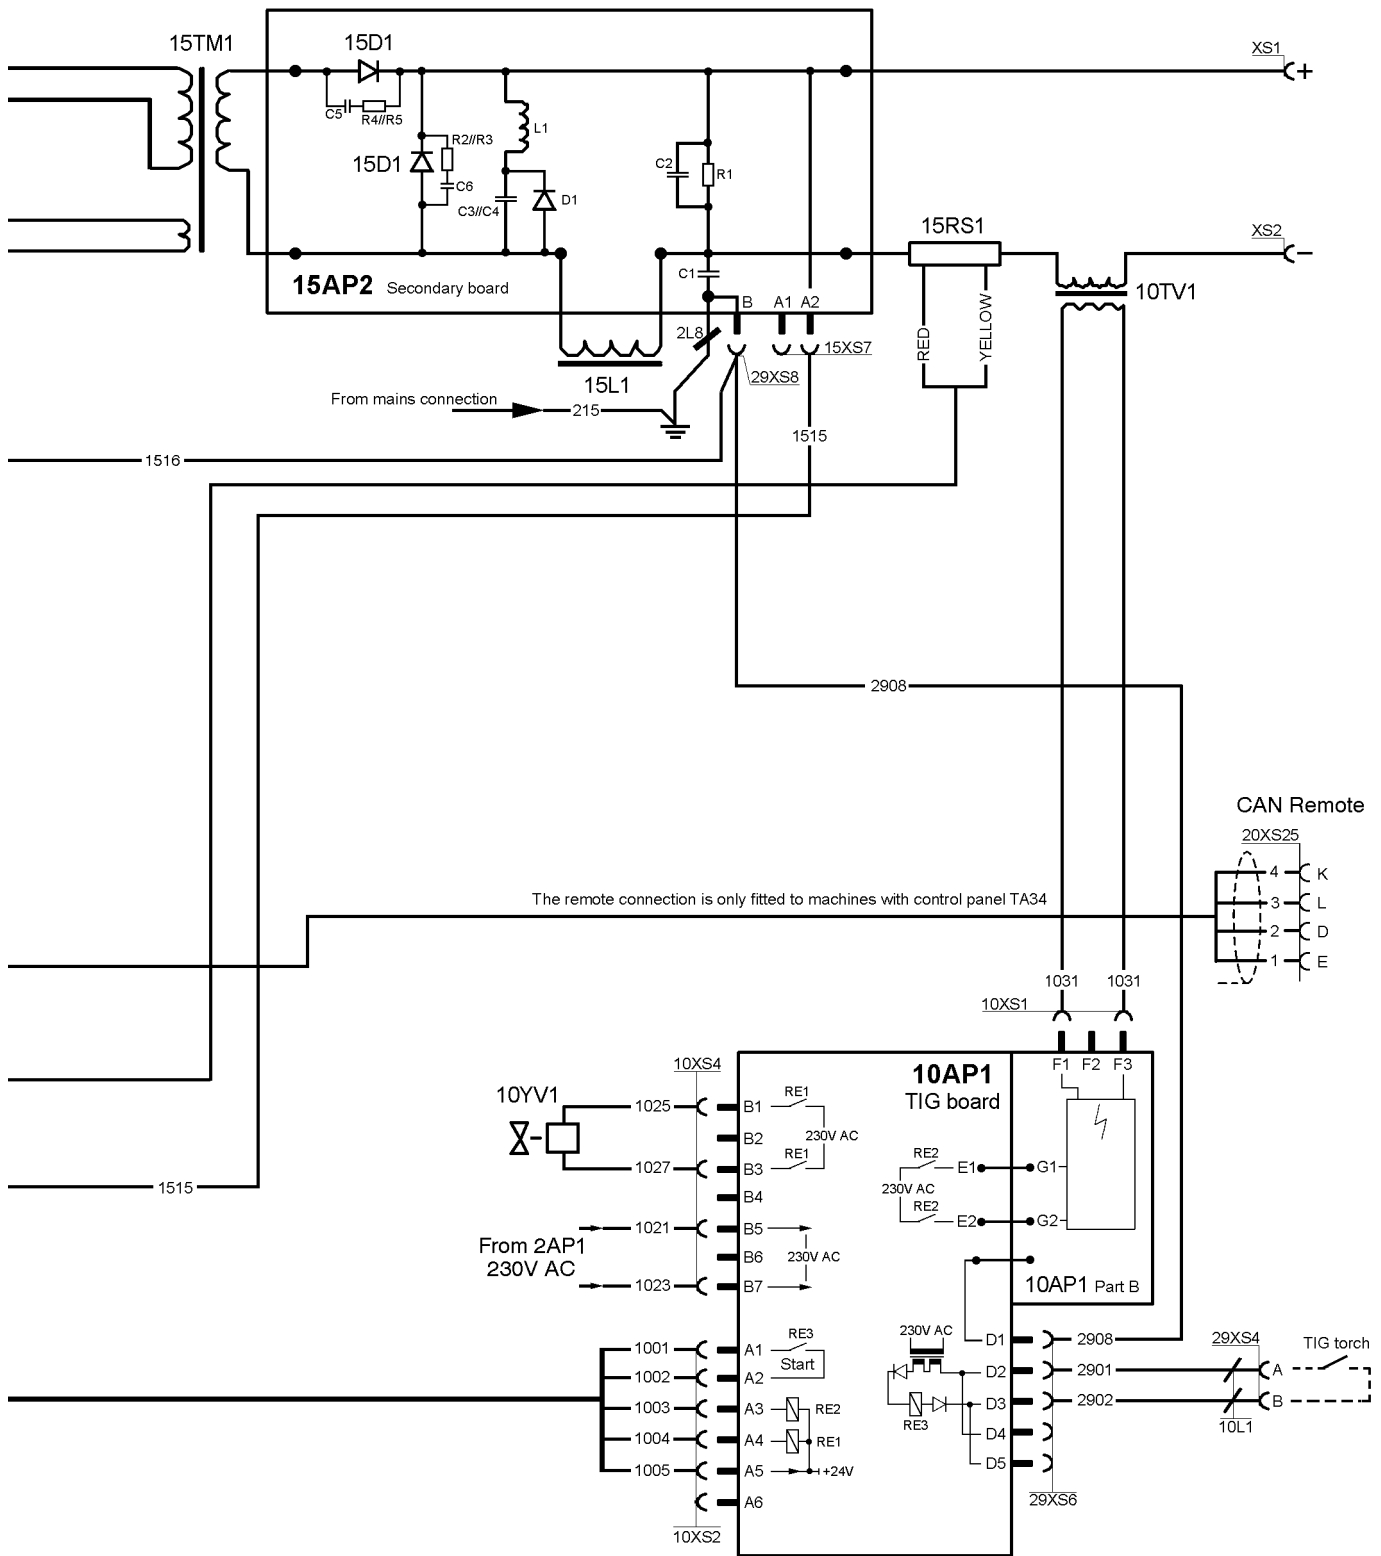 15TM1
15D1
XS1
+
C5
R4//R5
L1
R2//R3
15D1
C6
C3//C4
D1
C2
R1
15RS1
XS2
−
C1
15AP2 Secondary board
B A1 A2
10TV1
RED
YELLOW
2L8
15XS7
29XS8
15L1
From mains connection
215
1515
1516
2908
CAN Remote
20XS25
4 K
The remote connection is only fitted to machines with control panel TA34
3 L
2 D
1 E
1031 1031
10XS1
10XS4
10AP1
TIG board
F1 F2 F3
10YV1
1025
B1
RE1
230V AC
B2
1027
B3
RE1
B4
RE2
E1
G1
230V AC
RE2
E2
G2
1515
1021
B5
From 2AP1
230V AC
B6
230V AC
1023
B7
10AP1 Part B
1001
A1
RE3
Start
1002
A2
1003
A3
RE2
1004
A4
RE1
1005
A5
+24V
A6
10XS2
230V AC
D1
2908
D2
2901
D3
2902
RE3
D4
D5
29XS6
29XS4
TIG torch
A
B
10L1